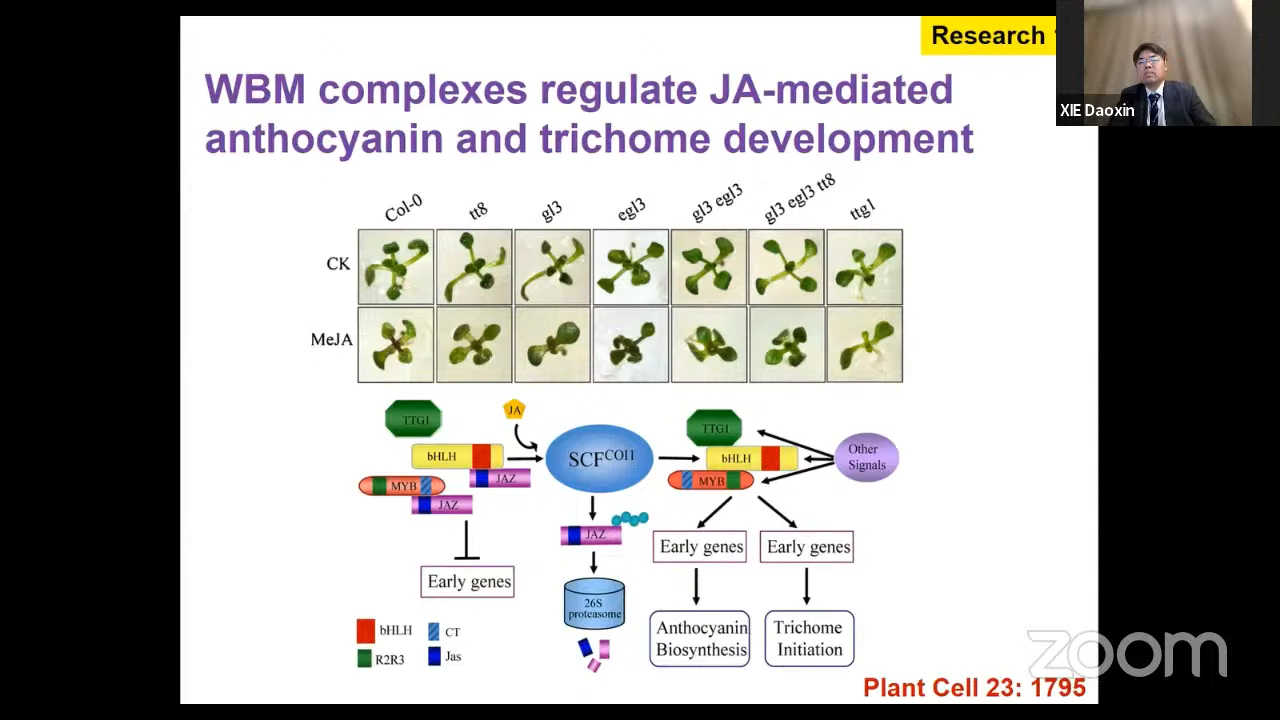 Research
XIE Daoxin
WBM complexes regulate JA-mediated
anthocyanin and trichome development
Col-0
tt8
gl3
egl3
gl3 egl3
gl3 egl3 tt8
ttg1
CK
MeJA
TTG1
JA
bHLH
JAZ
MYB
JAZ
Early genes
SCF^COI1
JAZ
26S
proteasome
TTG1
bHLH
MYB
Other
Signals
Early genes
Early genes
Anthocyanin
Biosynthesis
Trichome
Initiation
bHLH
CT
R2R3
Jas
zoom
Plant Cell 23: 1795